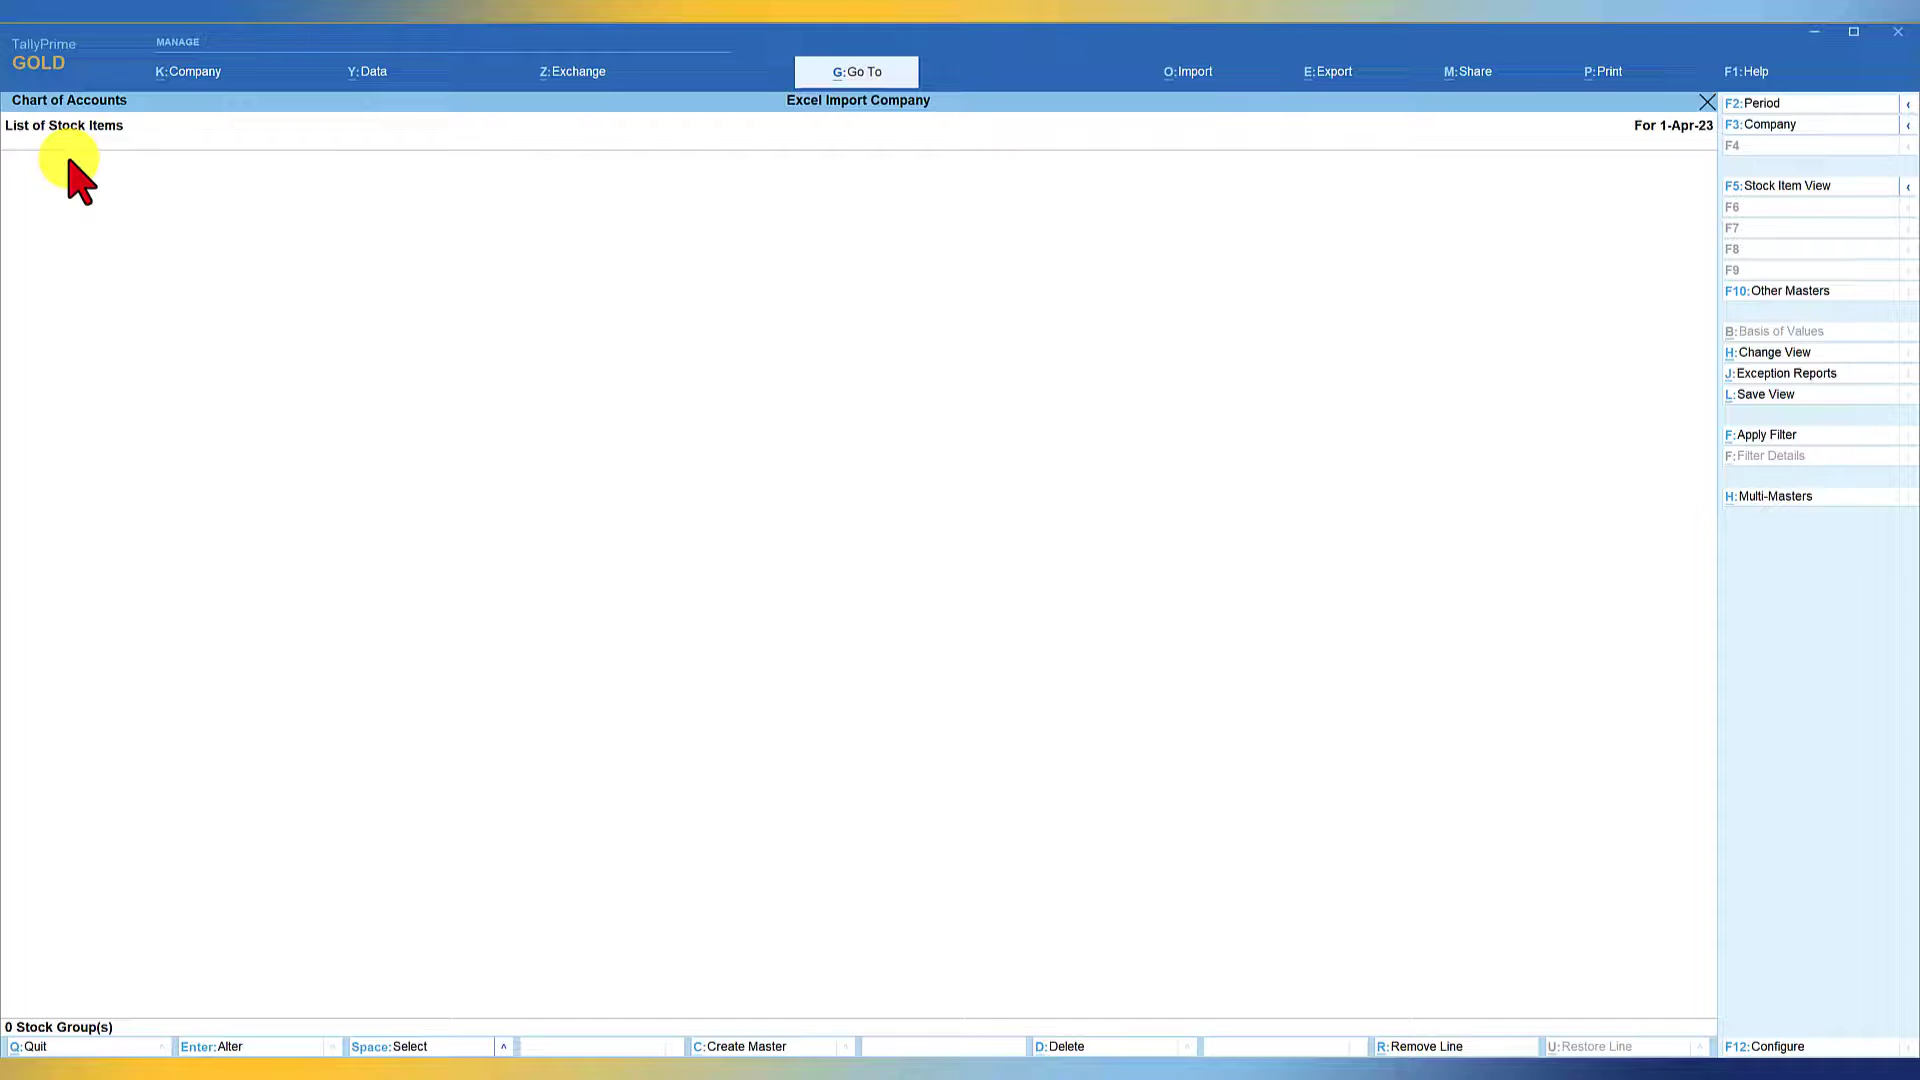 TallyPrime
GOLD
MANAGE
K:Company
Y:Data
Z:Exchange
G:Go To
O:Import
E:Export
M:Share
P:Print
F1:Help
Chart of Accounts
Excel Import Company
List of Stock Items
For 1-Apr-23
F2:Period
F3:Company
F4
F5:Stock Item View
F6
F7
F8
F9
F10:Other Masters
B:Basis of Values
H:Change View
J:Exception Reports
L:Save View
F:Apply Filter
F:Filter Details
H:Multi-Masters
0 Stock Group(s)
Q:Quit
Enter:Alter
Space:Select
C:Create Master
D:Delete
R:Remove Line
U:Restore Line
F12:Configure